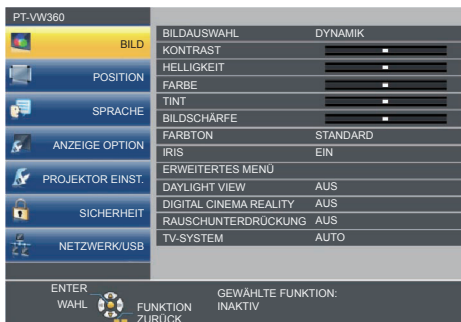 PT-VW360
BILD
POSITION
SPRACHE
ANZEIGE OPTION
PROJEKTOR EINST.
SICHERHEIT
NETZWERK/USB
BILDAUSWAHL DYNAMIK
KONTRAST
HELLIGKEIT
FARBE
TINT
BILDSCHÄRFE
FARBTON STANDARD
IRIS EIN
ERWEITERTES MENÜ
DAYLIGHT VIEW AUS
DIGITAL CINEMA REALITY AUS
RAUSCHUNTERDRÜCKUNG AUS
TV-SYSTEM AUTO
ENTER
WAHL
FUNKTION
ZURÜCK
GEWÄHLTE FUNKTION:
INAKTIV